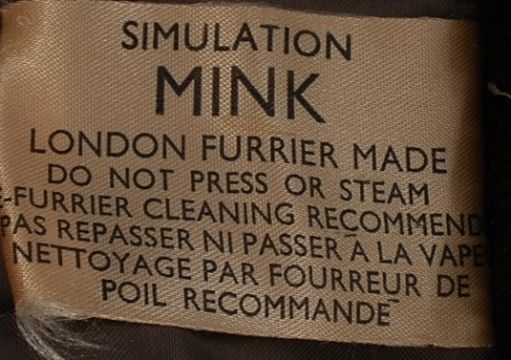 SIMULATION
MINK
LONDON FURRIER MADE
DO NOT PRESS OR STEAM
-FURRIER CLEANING RECOMMEND
PAS REPASSER NI PASSER À LA VAPE
NETTOYAGE PAR FOURREUR DE
POIL RECOMMANDE